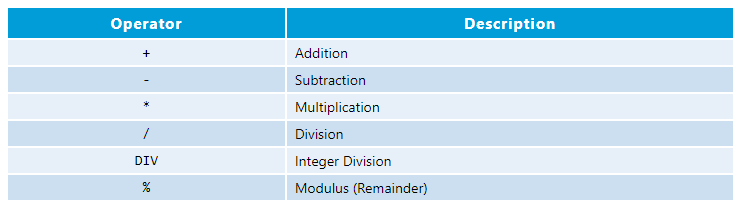 Operator Description
+ Addition
- Subtraction
* Multiplication
/ Division
DIV Integer Division
% Modulus (Remainder)